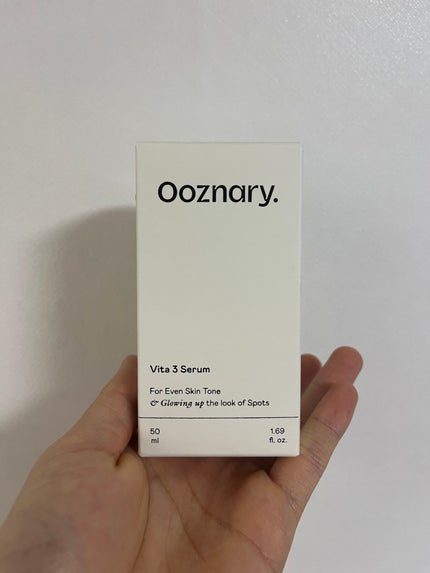 Ooznary.
Vita 3 Serum
For Even Skin Tone
& Glowing up the look of Spots
50 1.69
ml fl. oz.